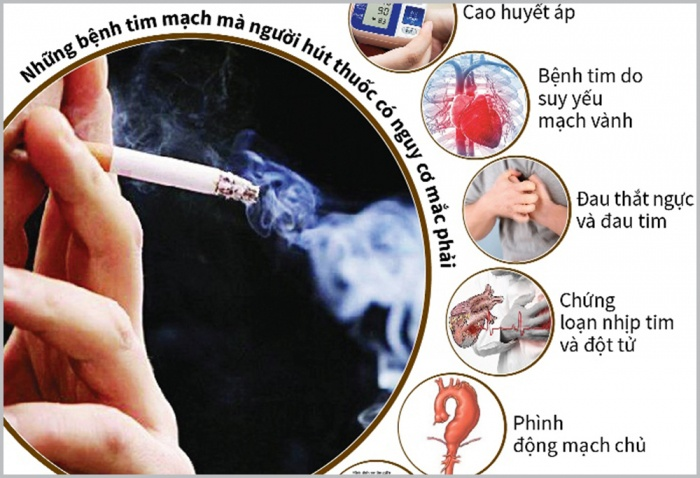 Những bệnh tim mạch mà người hút thuốc có nguy cơ mắc phải
Cao huyết áp
Bệnh tim do
suy yếu
mạch vành
Đau thắt ngực
và đau tim
Chứng
loạn nhịp tim
và đột tử
Phình
động mạch chủ